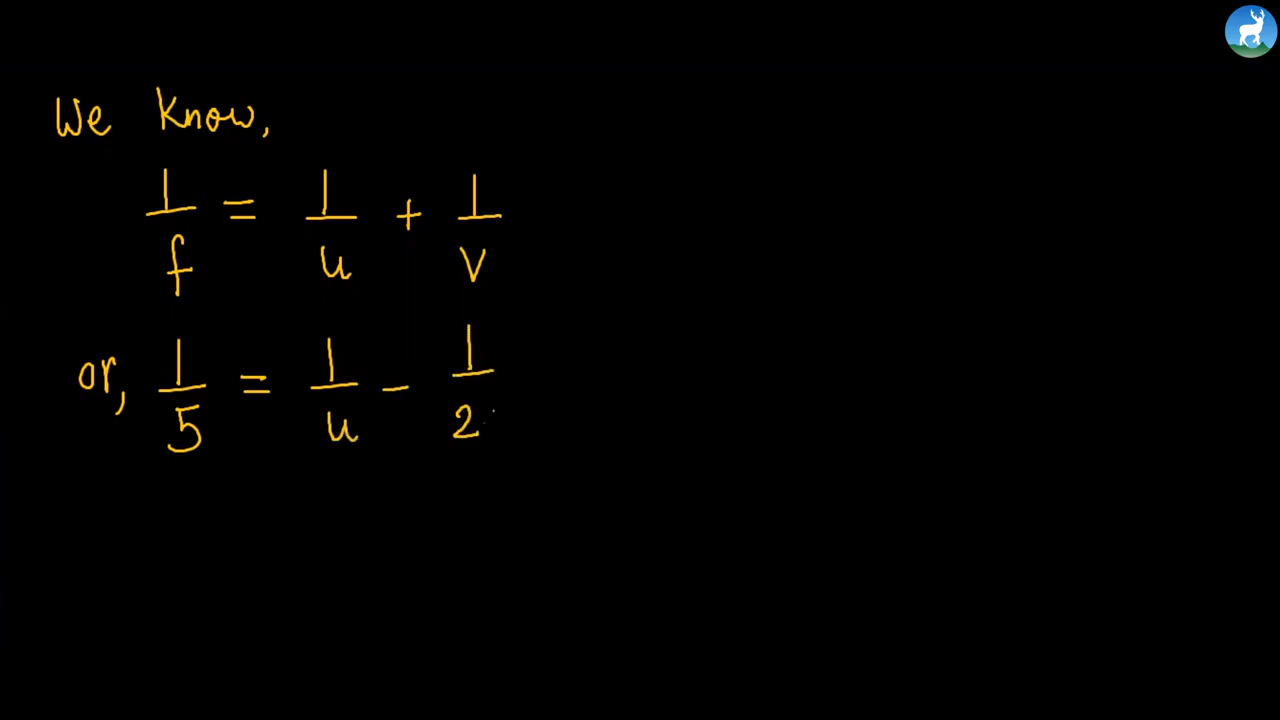 We Know,
1/f = 1/u + 1/v
or, 1/5 = 1/u - 1/2